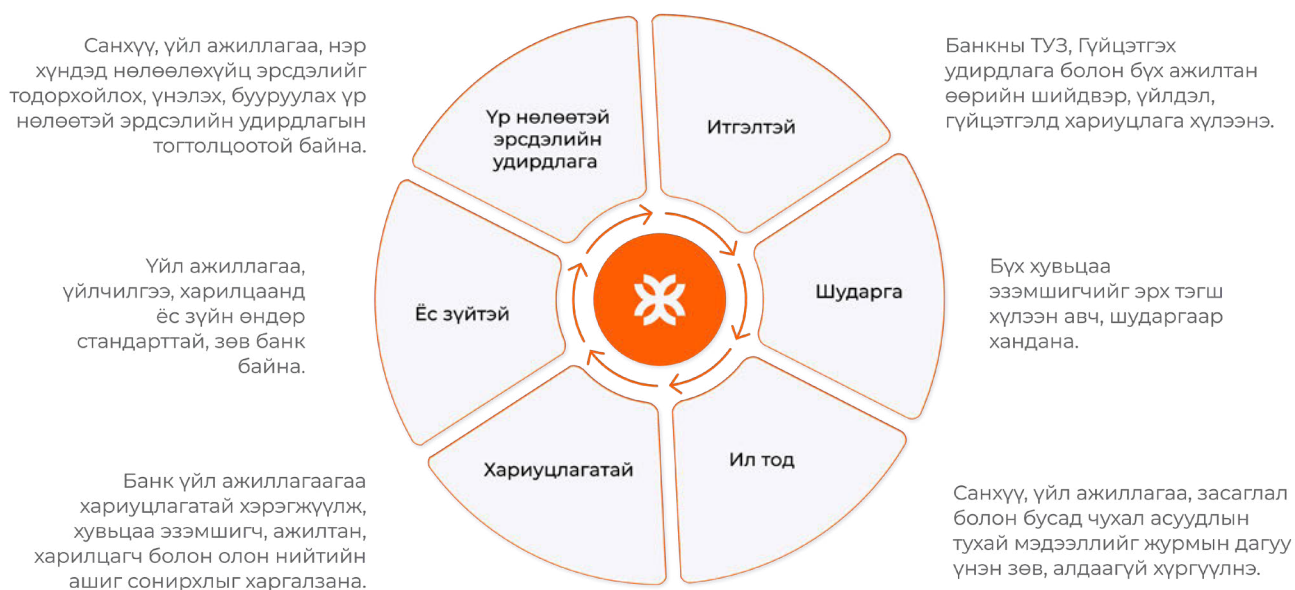 Санхүү, үйл ажиллагаа, нэр
хүндэд нөлөөлөхүйц эрсдэлийг
тодорхойлох, үнэлэх, бууруулах үр
нөлөөтэй эрдсэлийн удирдлагын
тогтолцоотой байна.
Үр нөлөөтэй
эрсдэлийн
удирдлага
Итгэлтэй
Банкны ТУЗ, Гүйцэтгэх
удирдлага болон бүх ажилтан
өөрийн шийдвэр, үйлдэл,
гүйцэтгэлд хариуцлага хүлээнэ.
Үйл ажиллагаа,
үйлчилгээ, харилцаанд
ёс зүйн өндөр
стандарттай, зөв банк
байна.
Ёс зүйтэй
Шударга
Бүх хувьцаа
эзэмшигчийг эрх тэгш
хүлээн авч, шударгаар
хандана.
Банк үйл ажиллагаагаа
хариуцлагатай хэрэгжүүлж,
хувьцаа эзэмшигч, ажилтан,
харилцагч болон олон нийтийн
ашиг сонирхлыг харгалзана.
Хариуцлагатай
Ил тод
Санхүү, үйл ажиллагаа, засаглал
болон бусад чухал асуудлын
тухай мэдээллийг журмын дагуу
үнэн зөв, алдаагүй хүргүүлнэ.